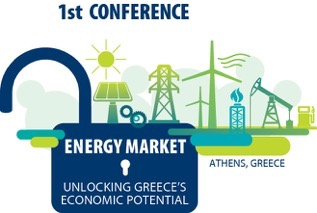 1st CONFERENCE
ENERGY MARKET
ATHENS, GREECE
UNLOCKING GREECE'S
ECONOMIC POTENTIAL